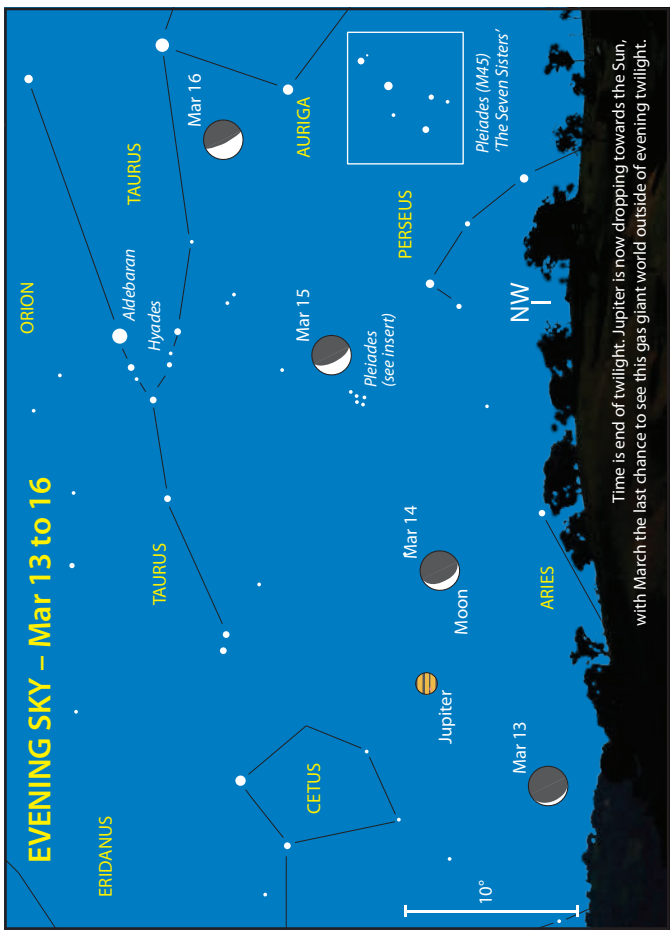 EVENING SKY – Mar 13 to 16
ORION
ERIDANUS
TAURUS
Aldebaran
Hyades
TAURUS
Mar 16
AURIGA
Mar 15
Pleiades
(see insert)
Pleiades (M45)
'The Seven Sisters'
PERSEUS
CETUS
Mar 14
Moon
Jupiter
Mar 13
ARIES
NW
10°
Time is end of twilight. Jupiter is now dropping towards the Sun,
with March the last chance to see this gas giant world outside of evening twilight.